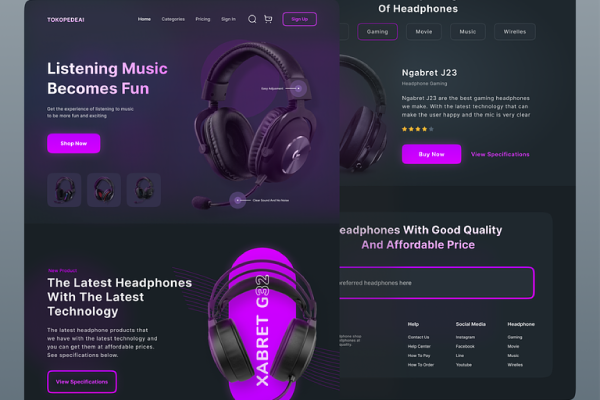 TOKOPEDEAI
Home
Categories
Pricing
Sign In
Sign Up
Listening Music
Becomes Fun
Get the experience of listening to music
to be more fun and exciting
Shop Now
Easy Adjustment
Clear Sound And No Noise
New Product
The Latest Headphones
With The Latest
Technology
The latest headphone products that
we have with the latest technology and
you can get them at affordable prices.
See specifications below.
View Specifications
XABRET G32
Of Headphones
Gaming
Movie
Music
Wirelles
Ngabret J23
Headphone Gaming
Ngabret J23 are the best gaming headphones
we make. With the latest technology that can
make the user happy and the mic is very clear
Buy Now
View Specifications
eadphones With Good Quality
And Affordable Price
referred headphones here
Help
Contact Us
Help Center
How To Pay
How To Order
Social Media
Instagram
Facebook
Line
Youtube
Headphone
Gaming
Movie
Music
Wirelles